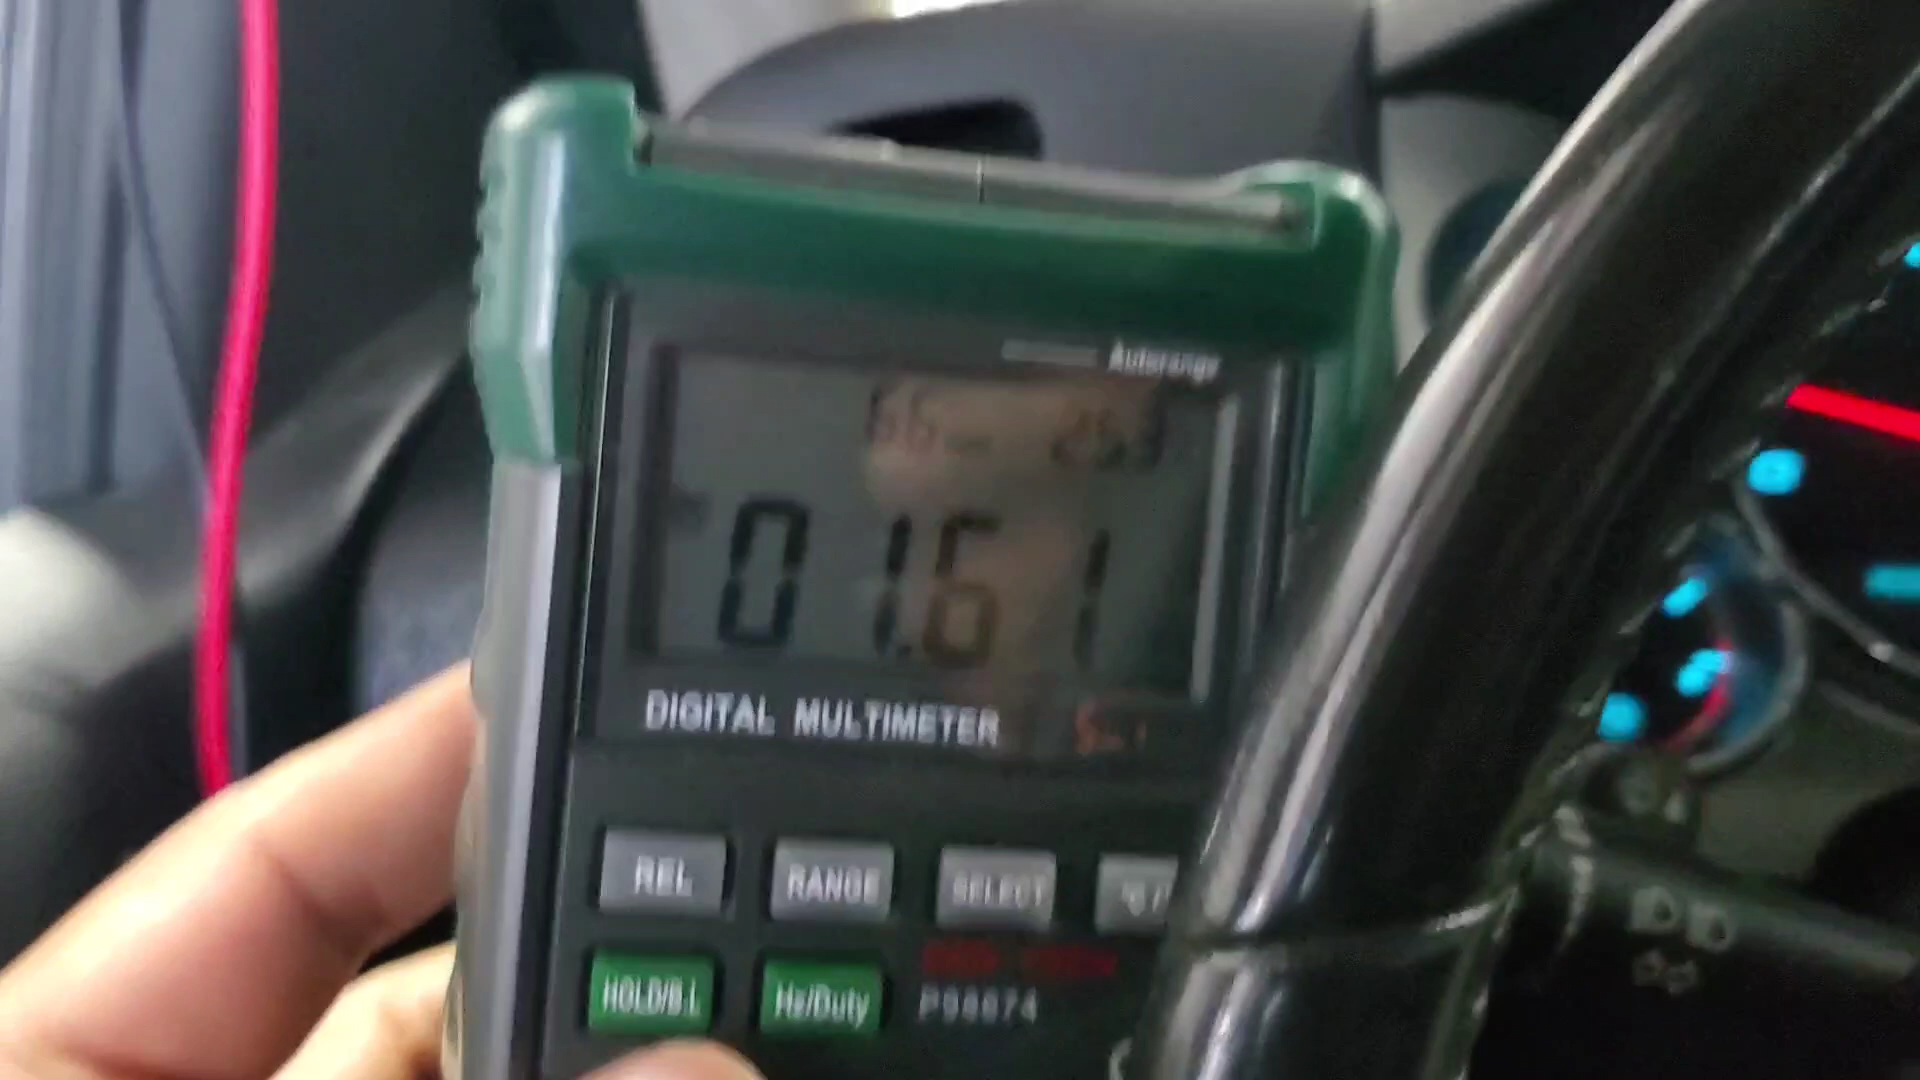 Autorange
01.61
DIGITAL MULTIMETER
REL
RANGE
SELECT
HOLD/B.L
Hz/Duty